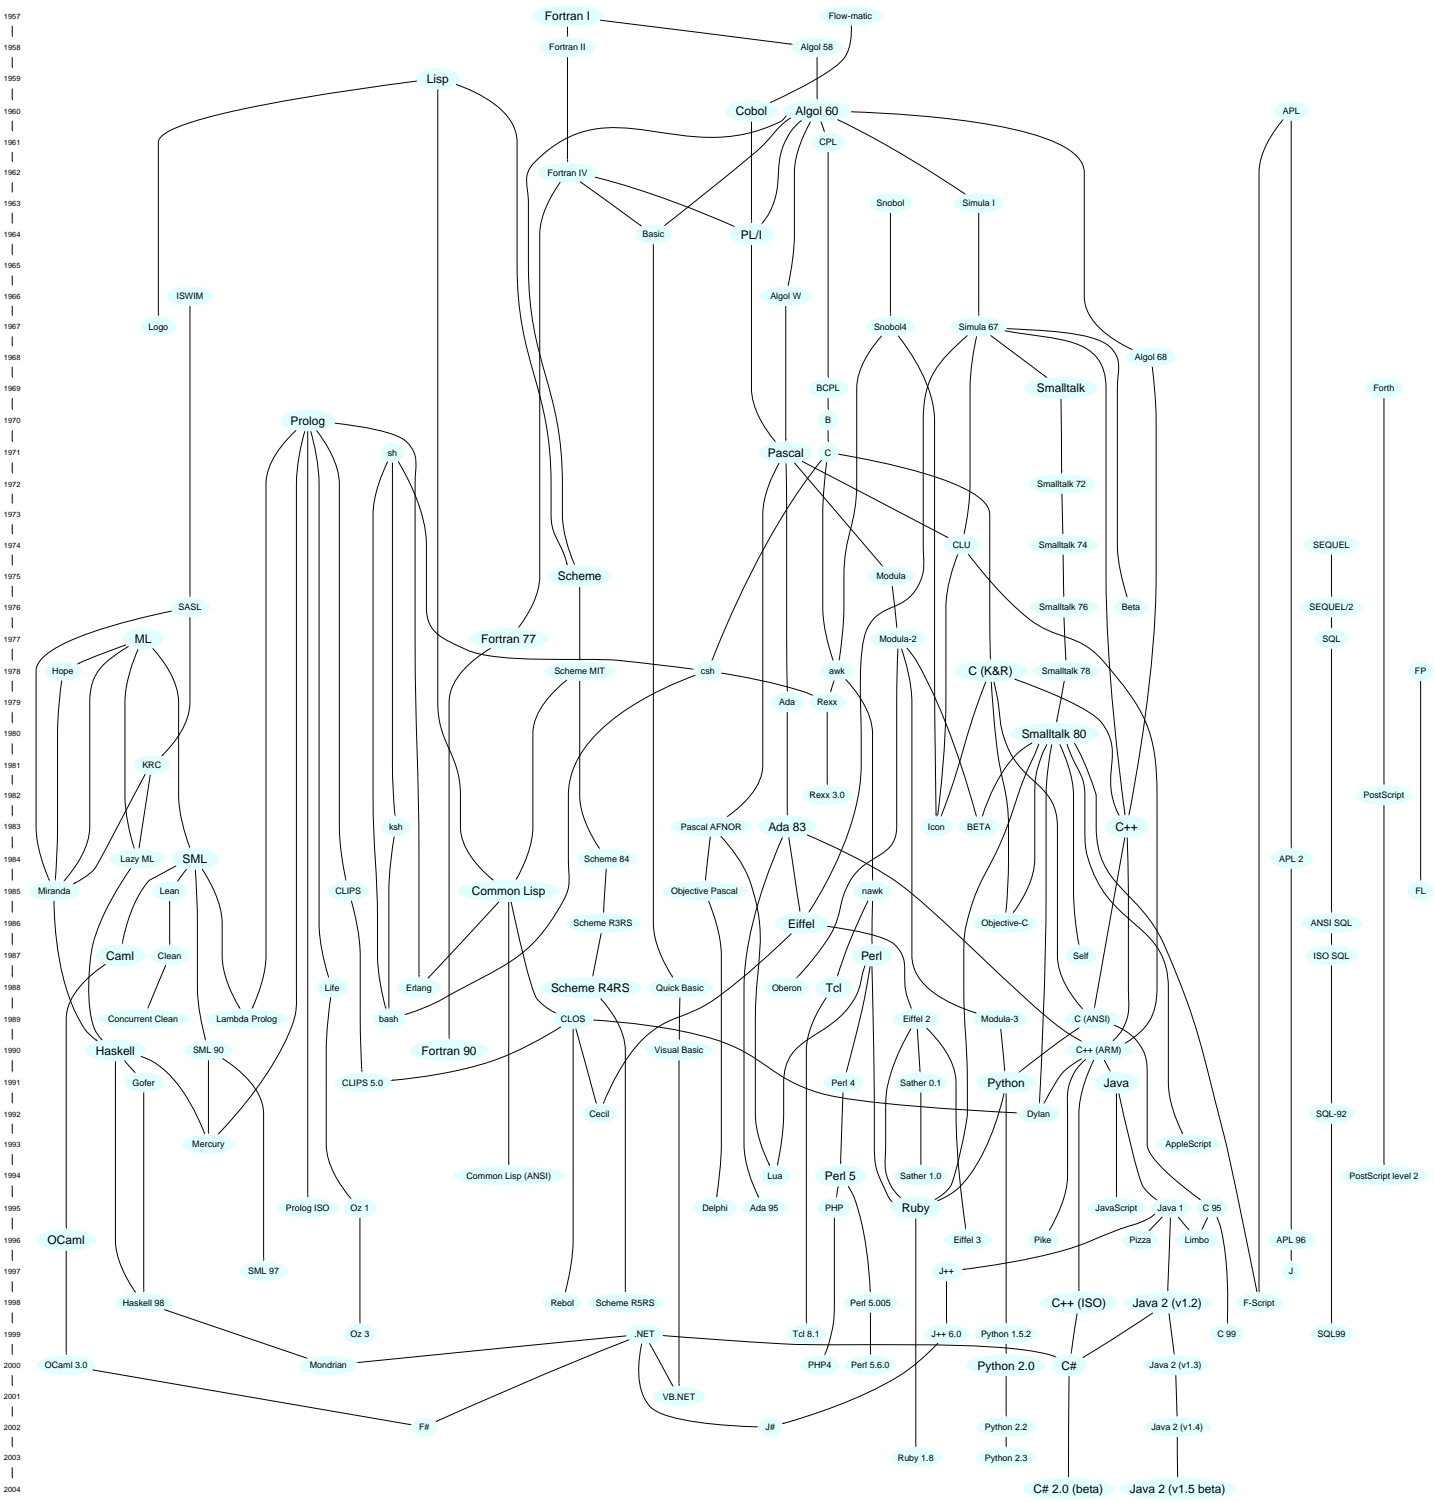 1957 Fortran I Flow-matic
1958 Fortran II Algol 58
1959 Lisp
1960 Cobol Algol 60 APL
1961 CPL
1962 Fortran IV
1963 Snobol Simula I
1964 Basic PL/I
1965
1966 ISWIM Algol W
1967 Logo Snobol4 Simula 67
1968 Algol 68
1969 BCPL Smalltalk Forth
1970 Prolog B
1971 sh Pascal C
1972 Smalltalk 72
1973
1974 CLU Smalltalk 74 SEQUEL
1975 Scheme Modula
1976 SASL Smalltalk 76 Beta SEQUEL/2
1977 ML Fortran 77 Modula-2 SQL
1978 Hope Scheme MIT csh awk C (K&R) Smalltalk 78 FP
1979 Ada Rexx
1980 Smalltalk 80
1981 KRC
1982 Rexx 3.0 PostScript
1983 ksh Pascal AFNOR Ada 83 Icon BETA C++
1984 Lazy ML SML Scheme 84 APL 2
1985 Miranda Lean CLIPS Common Lisp Objective Pascal nawk FL
1986 Scheme R3RS Eiffel Objective-C ANSI SQL
1987 Caml Clean Perl Self ISO SQL
1988 Life Erlang Scheme R4RS Quick Basic Oberon Tcl
1989 Concurrent Clean Lambda Prolog bash CLOS Eiffel 2 Modula-3 C (ANSI)
1990 Haskell SML 90 Fortran 90 Visual Basic C++ (ARM)
1991 Gofer CLIPS 5.0 Perl 4 Sather 0.1 Python Java
1992 Cecil Dylan SQL-92
1993 Mercury AppleScript
1994 Common Lisp (ANSI) Lua Perl 5 Sather 1.0 PostScript level 2
1995 Prolog ISO Oz 1 Delphi Ada 95 PHP Ruby JavaScript Java 1 C 95
1996 OCaml Eiffel 3 Pike Pizza Limbo APL 96
1997 SML 97 J++ J
1998 Haskell 98 Rebol Scheme R5RS Perl 5.005 C++ (ISO) Java 2 (v1.2) F-Script
1999 Oz 3 .NET Tcl 8.1 J++ 6.0 Python 1.5.2 C 99 SQL99
2000 OCaml 3.0 Mondrian PHP4 Perl 5.6.0 Python 2.0 C# Java 2 (v1.3)
2001 VB.NET
2002 F# J# Python 2.2 Java 2 (v1.4)
2003 Ruby 1.8 Python 2.3
2004 C# 2.0 (beta) Java 2 (v1.5 beta)